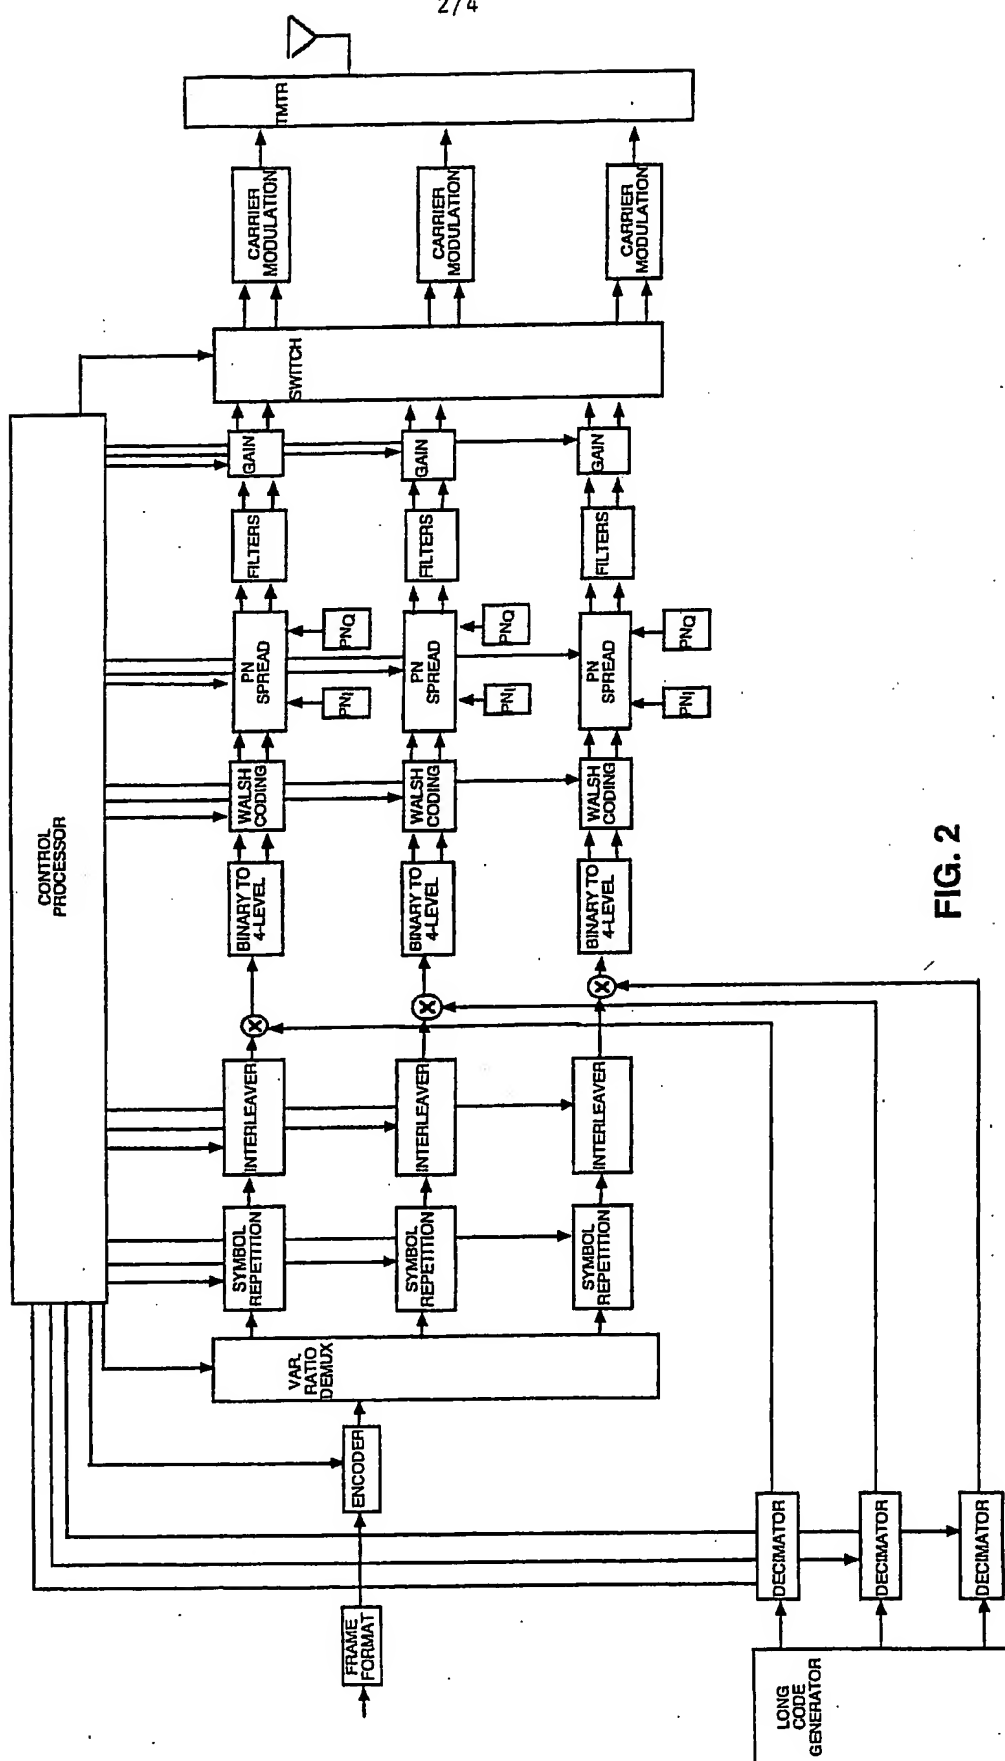 2/4
CONTROL
PROCESSOR
FRAME
FORMAT
ENCODER
VAR.
RATIO
DEMUX
SYMBOL
REPETITION
INTERLEAVER
X
BINARY TO
4-LEVEL
WALSH
CODING
PN
SPREAD
PNI
PNQ
FILTERS
GAIN
SWITCH
CARRIER
MODULATION
TMTR
SYMBOL
REPETITION
INTERLEAVER
X
BINARY TO
4-LEVEL
WALSH
CODING
PN
SPREAD
PNI
PNQ
FILTERS
GAIN
CARRIER
MODULATION
SYMBOL
REPETITION
INTERLEAVER
X
BINARY TO
4-LEVEL
WALSH
CODING
PN
SPREAD
PNI
PNQ
FILTERS
GAIN
CARRIER
MODULATION
LONG
CODE
GENERATOR
DECIMATOR
DECIMATOR
DECIMATOR
FIG. 2